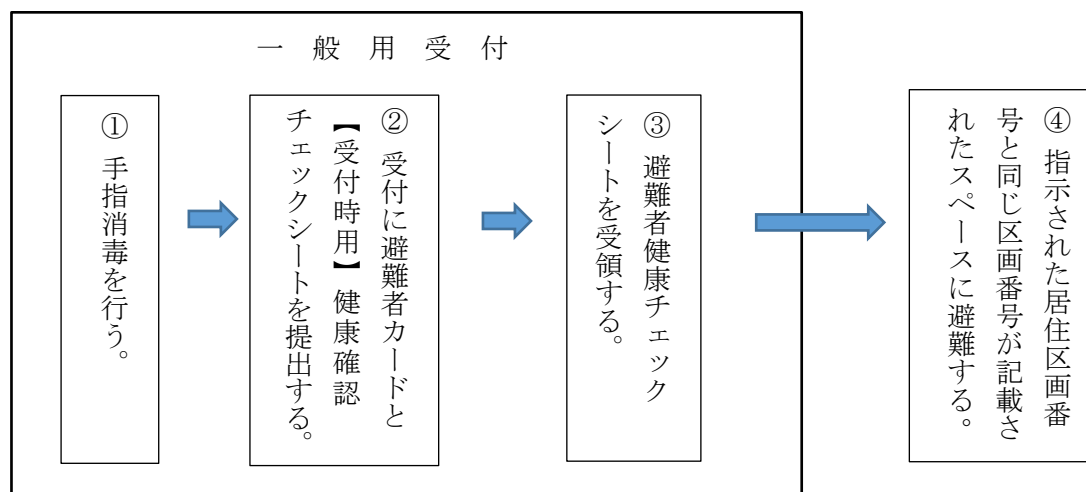 一般用受付
① 手指消毒を行う。
② 受付に避難者カードと
【受付時用】健康確認
チェックシートを提出する。
③ 避難者健康チェック
シートを受領する。
④ 指示された居住区画番
号と同じ区画番号が記載さ
れたスペースに避難する。